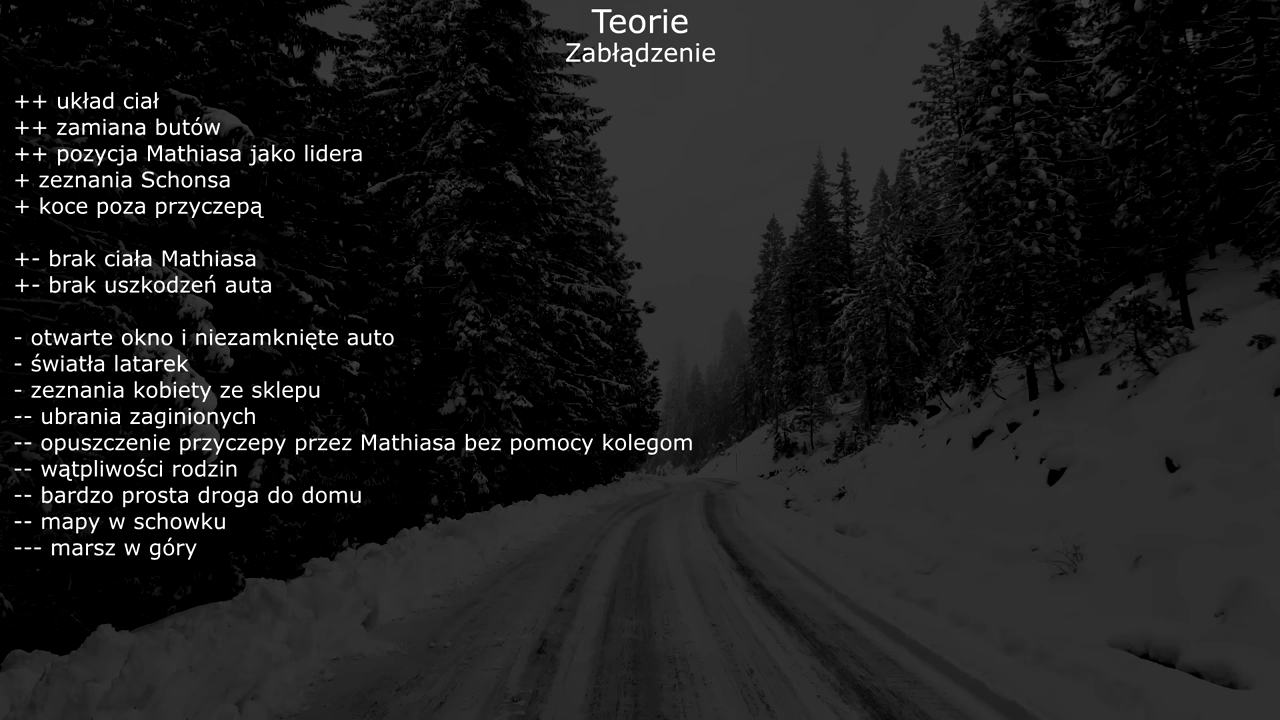 Teorie
Zabłądzenie
++ układ ciał
++ zamiana butów
++ pozycja Mathiasa jako lidera
+ zeznania Schonsa
+ koce poza przyczepą
+- brak ciała Mathiasa
+- brak uszkodzeń auta
- otwarte okno i niezamknięte auto
- światła latarek
- zeznania kobiety ze sklepu
-- ubrania zaginionych
-- opuszczenie przyczepy przez Mathiasa bez pomocy kolegom
-- wątpliwości rodzin
-- bardzo prosta droga do domu
-- mapy w schowku
--- marsz w góry